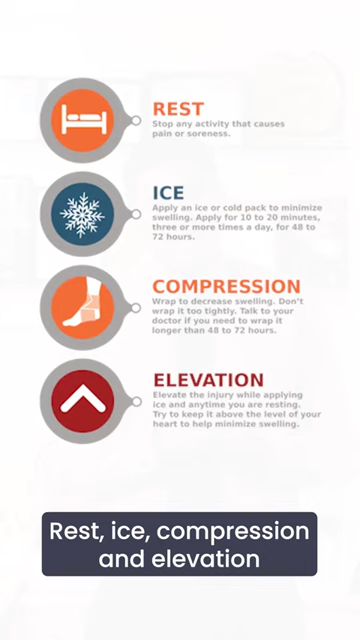 REST
Stop any activity that causes
pain or soreness.
ICE
Apply an ice or cold pack to minimize
swelling. Apply for 10 to 20 minutes,
three or more times a day, for 48 to
72 hours.
COMPRESSION
Wrap to decrease swelling. Don't
wrap it too tightly. Talk to your
doctor if you need to wrap it
longer than 48 to 72 hours.
ELEVATION
Elevate the injury while applying
ice and anytime you are resting.
Try to keep it above the level of your
heart to help minimize swelling.
Rest, ice, compression
and elevation